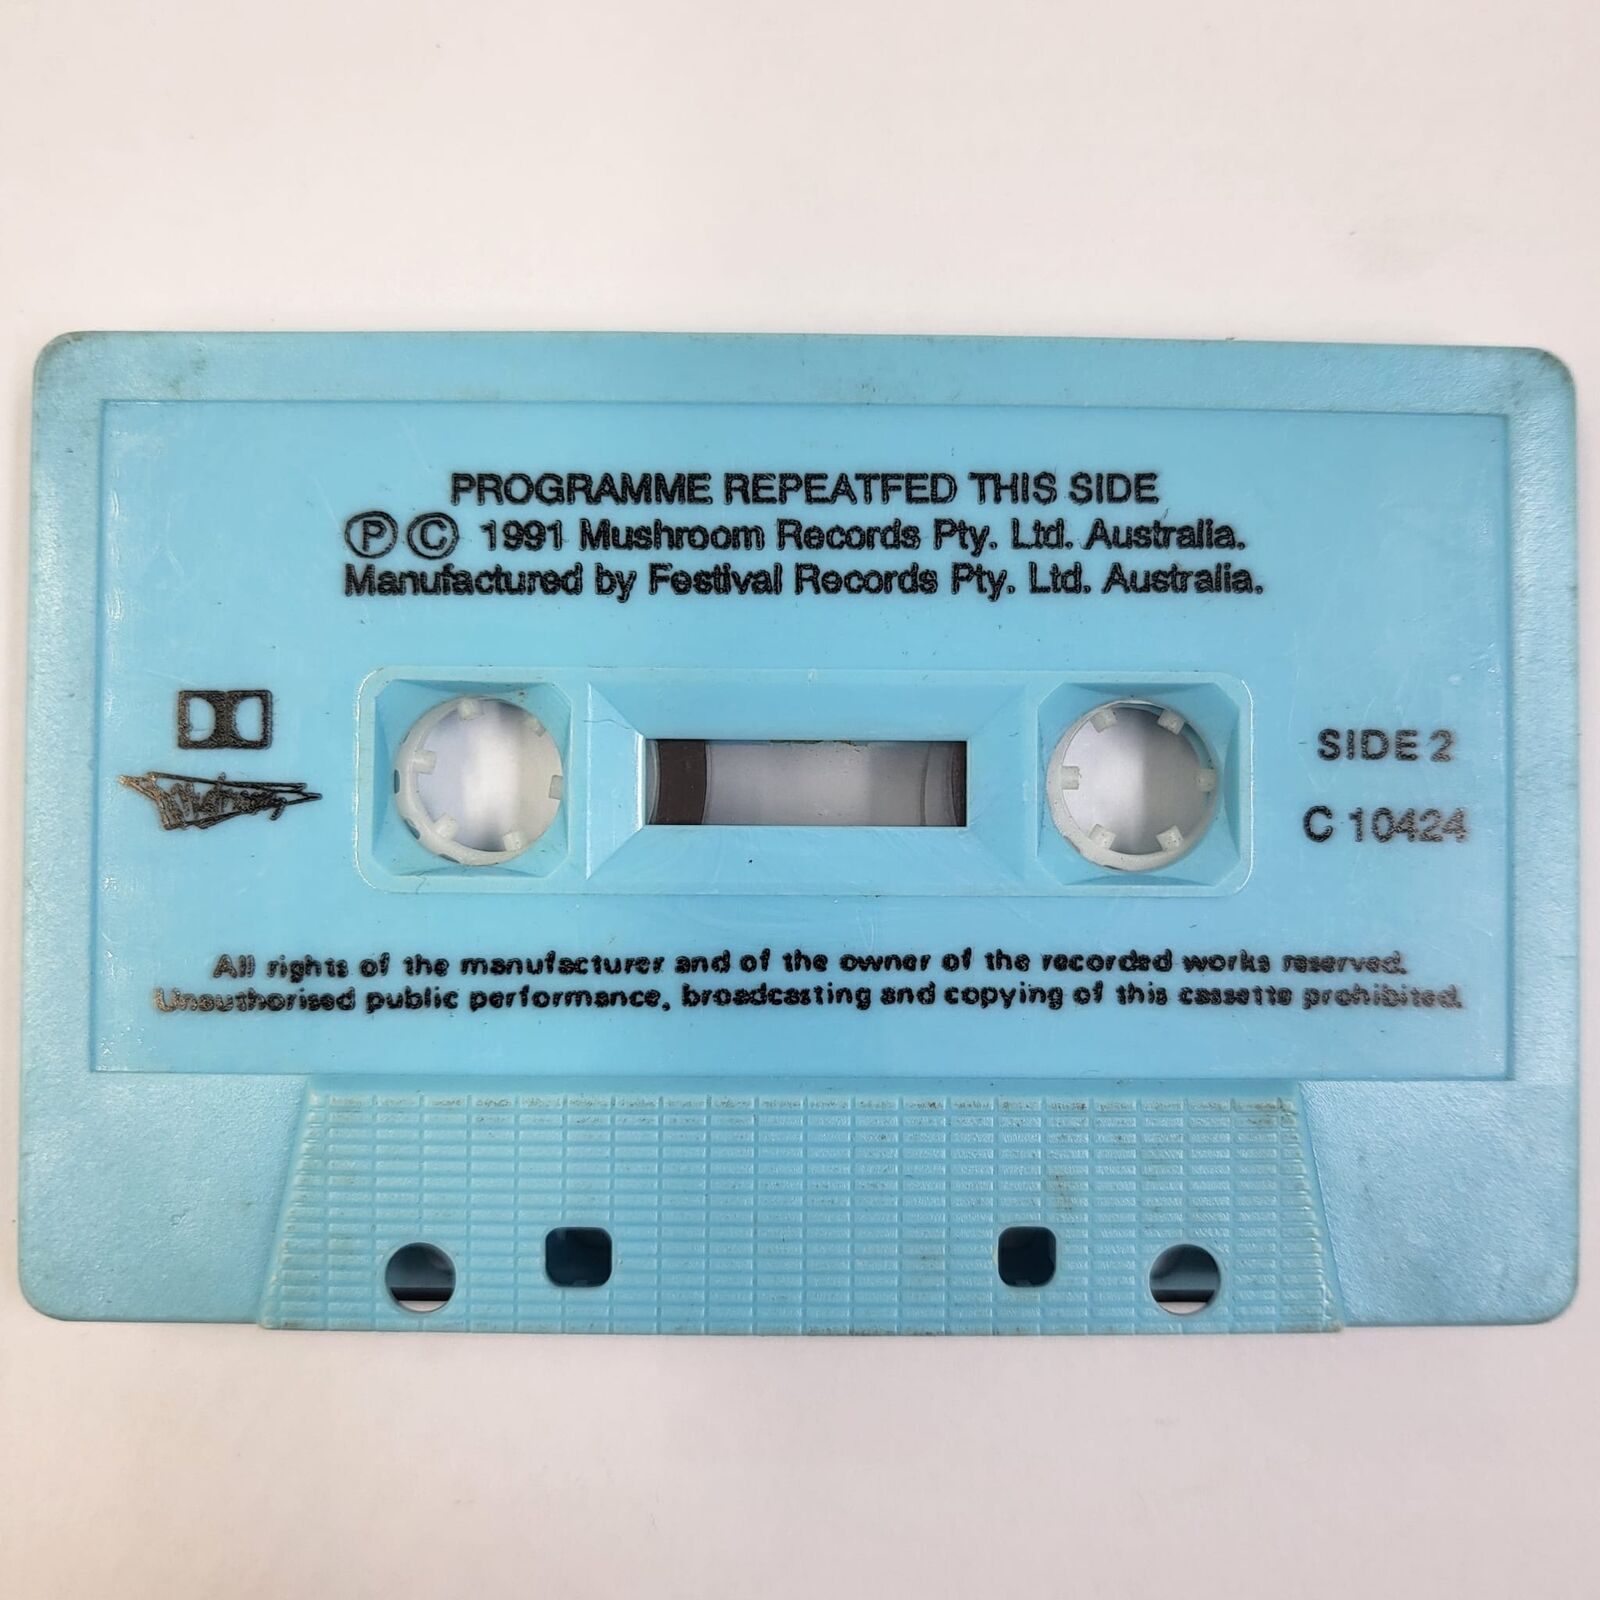 PROGRAMME REPEATFED THIS SIDE
Ⓟ © 1991 Mushroom Records Pty. Ltd. Australia.
Manufactured by Festival Records Pty. Ltd. Australia.
SIDE 2
Mushroom
C 10424
All rights of the manufacturer and of the owner of the recorded works reserved.
Unauthorised public performance, broadcasting and copying of this cassette prohibited.